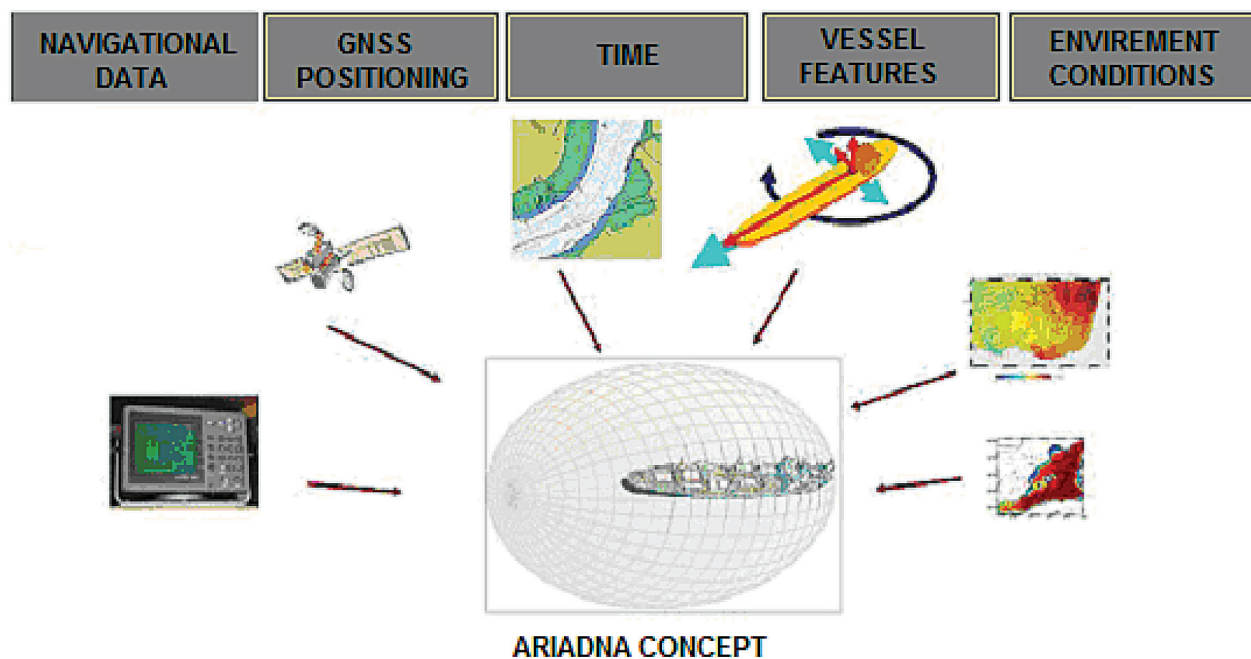 NAVIGATIONAL
DATA
GNSS
POSITIONING
TIME
VESSEL
FEATURES
ENVIREMENT
CONDITIONS
ARIADNA CONCEPT